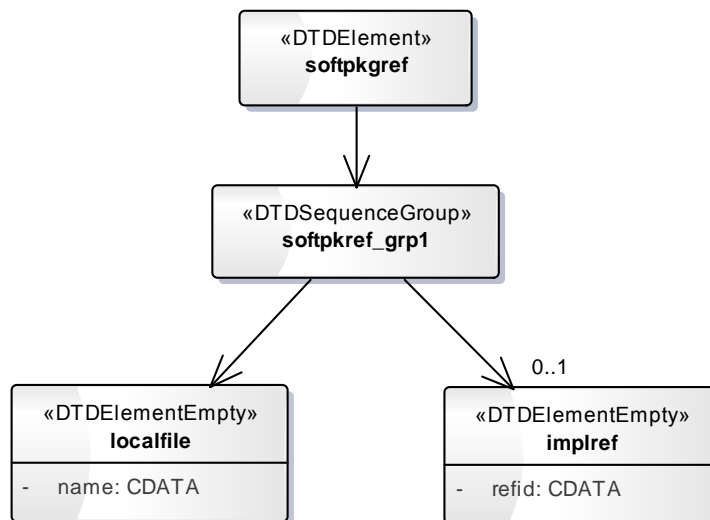 «DTDElement»
softpkgref
«DTDSequenceGroup»
softpkref_grp1
0..1
«DTDElementEmpty»
localfile
- name: CDATA
«DTDElementEmpty»
implref
- refid: CDATA